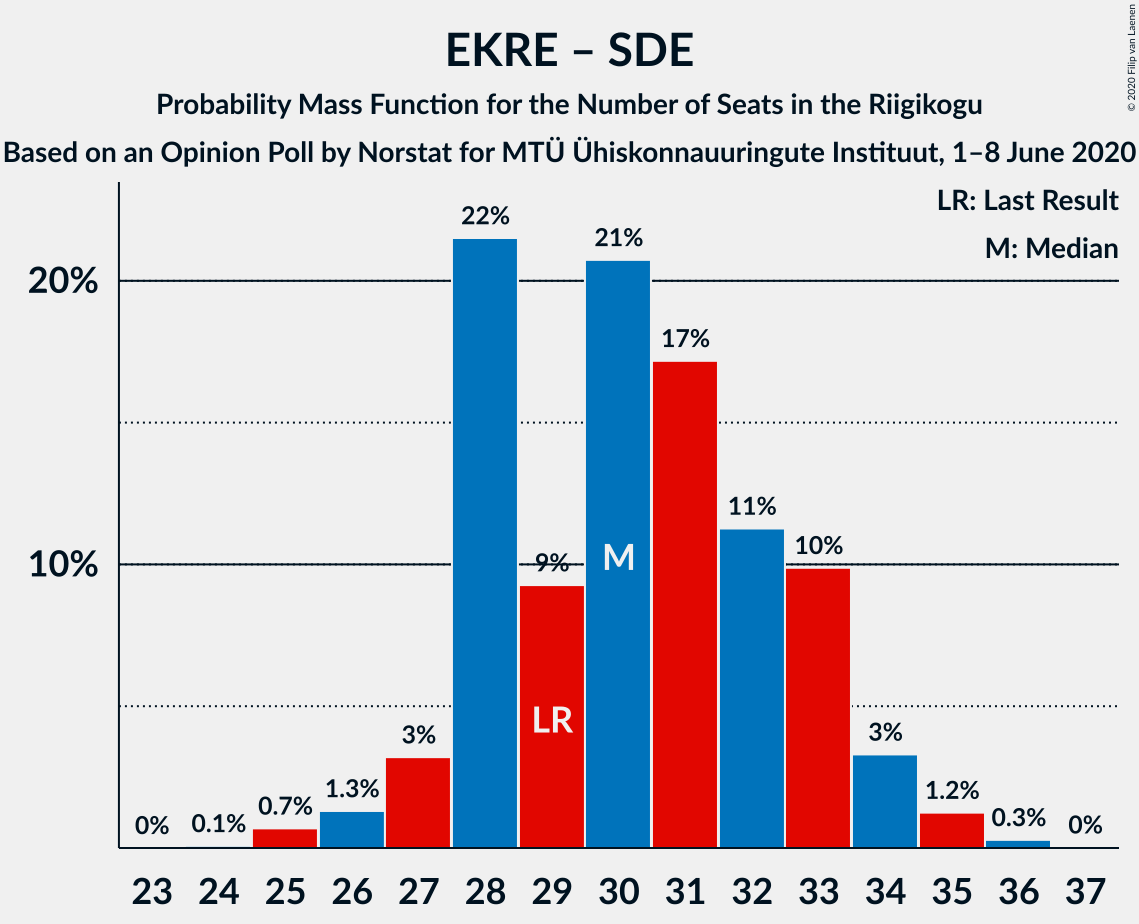 EKRE – SDE
Probability Mass Function for the Number of Seats in the Riigikogu
Based on an Opinion Poll by Norstat for MTÜ Ühiskonnauuringute Instituut, 1–8 June 2020
© 2020 Filip van Laenen
LR: Last Result
M: Median
20%
10%
0%
0.1%
0.7%
1.3%
3%
22%
9%
21%
17%
11%
10%
3%
1.2%
0.3%
0%
LR
M
23 24 25 26 27 28 29 30 31 32 33 34 35 36 37